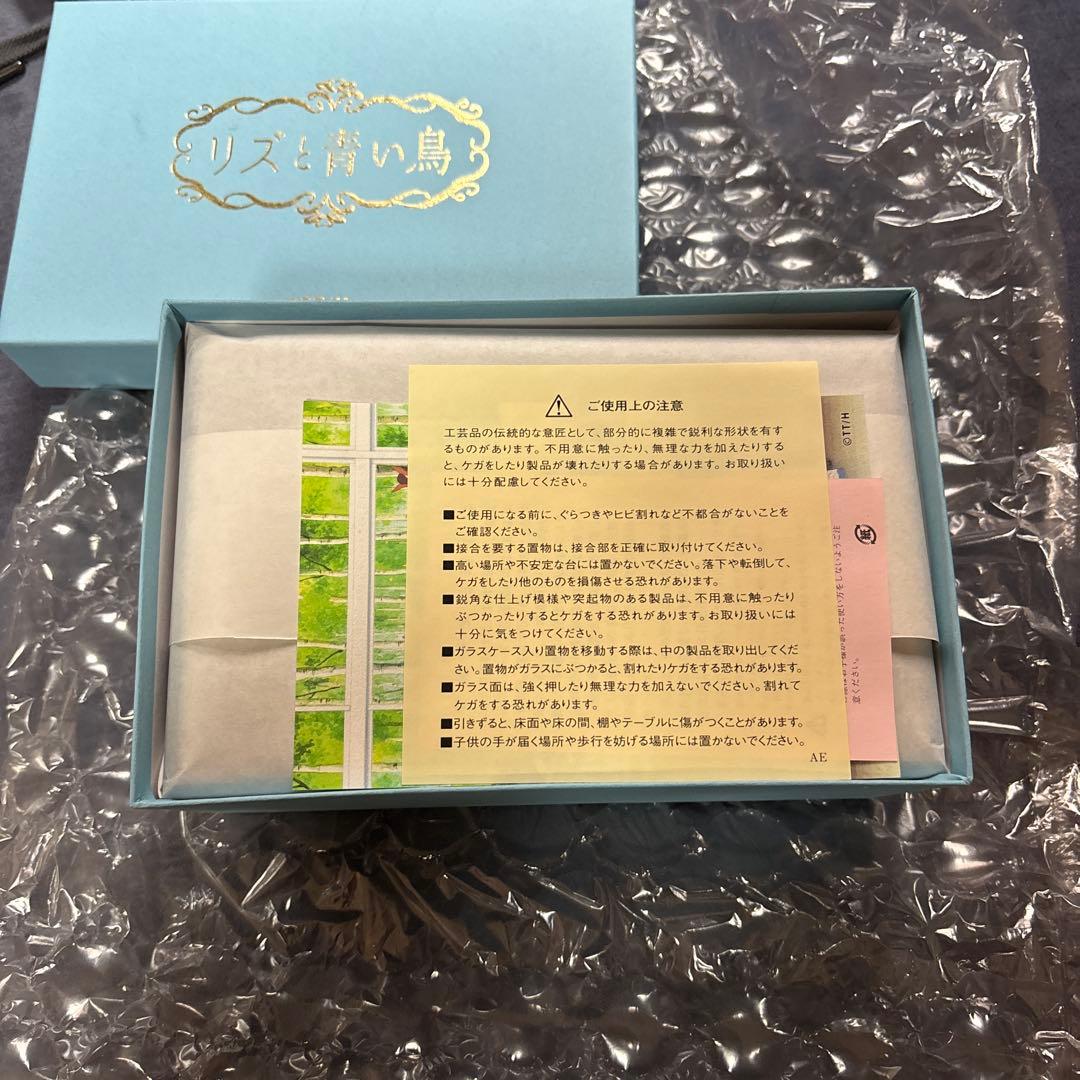 リズと青い鳥
ご使用上の注意
工芸品の伝統的な意匠として、部分的に複雑で鋭利な形状を有す
るものがあります。不用意に触ったり、無理な力を加えたりする
と、ケガをしたり製品が壊れたりする場合があります。お取り扱い
には十分配慮してください。
■ご使用になる前に、ぐらつきやヒビ割れなど不都合がないことを
ご確認ください。
■接合を要する置物は、接合部を正確に取り付けてください。
■高い場所や不安定な台には置かないでください。落下や転倒して、
ケガをしたり他のものを損傷させる恐れがあります。
■鋭角な仕上げ模様や突起物のある製品は、不用意に触ったり
ぶつかったりするとケガをする恐れがあります。お取り扱いには
十分に気をつけてください。
■ガラスケース入り置物を移動する際は、中の製品を取り出してくだ
さい。置物がガラスにぶつかると、割れたりケガをする恐れがあります。
■ガラス面は、強く押したり無理な力を加えないでください。割れて
ケガをする恐れがあります。
■引きずると、床面や床の間、棚やテーブルに傷がつくことがあります。
■子供の手が届く場所や歩行を妨げる場所には置かないでください。
AE
©TT/H
紙
った使い方をしないようご注
意ください。